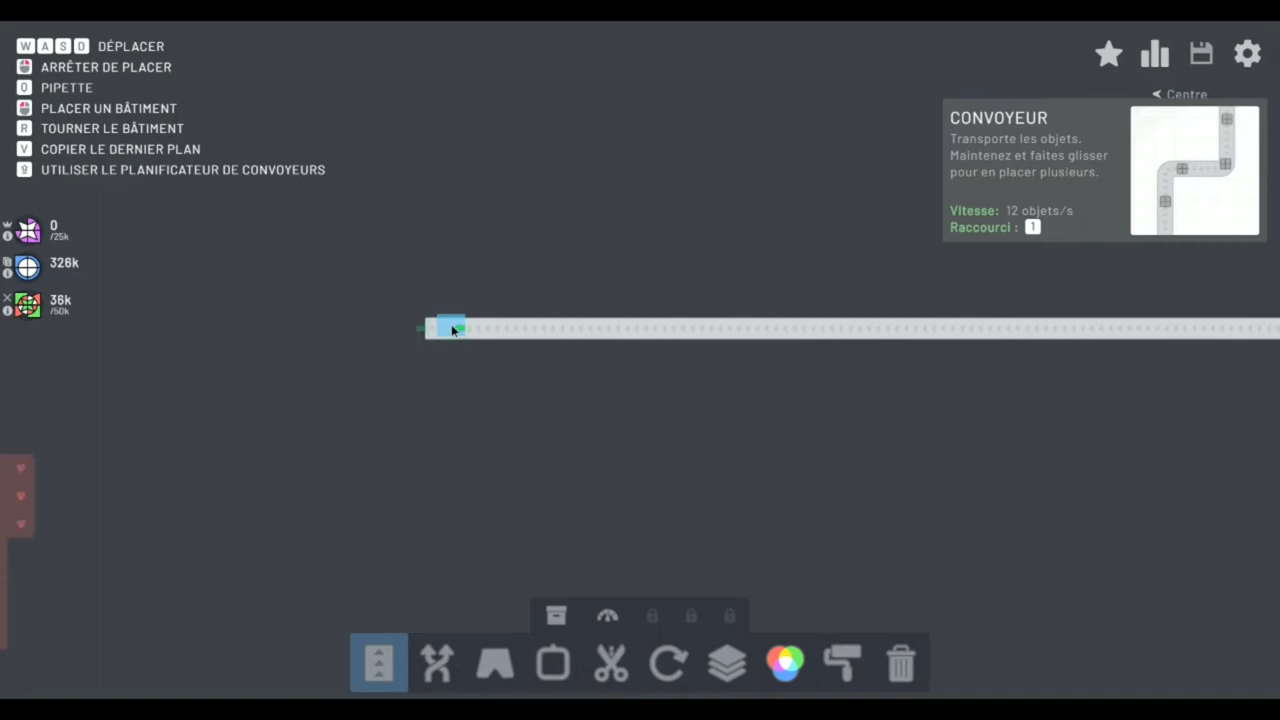 W A S D DÉPLACER
ARRÊTER DE PLACER
Q PIPETTE
PLACER UN BÂTIMENT
R TOURNER LE BÂTIMENT
V COPIER LE DERNIER PLAN
⇧ UTILISER LE PLANIFICATEUR DE CONVOYEURS
Centre
CONVOYEUR
Transporte les objets.
Maintenez et faites glisser
pour en placer plusieurs.
Vitesse: 12 objets/s
Raccourci : 1
0
/25k
326k
36k
/50k